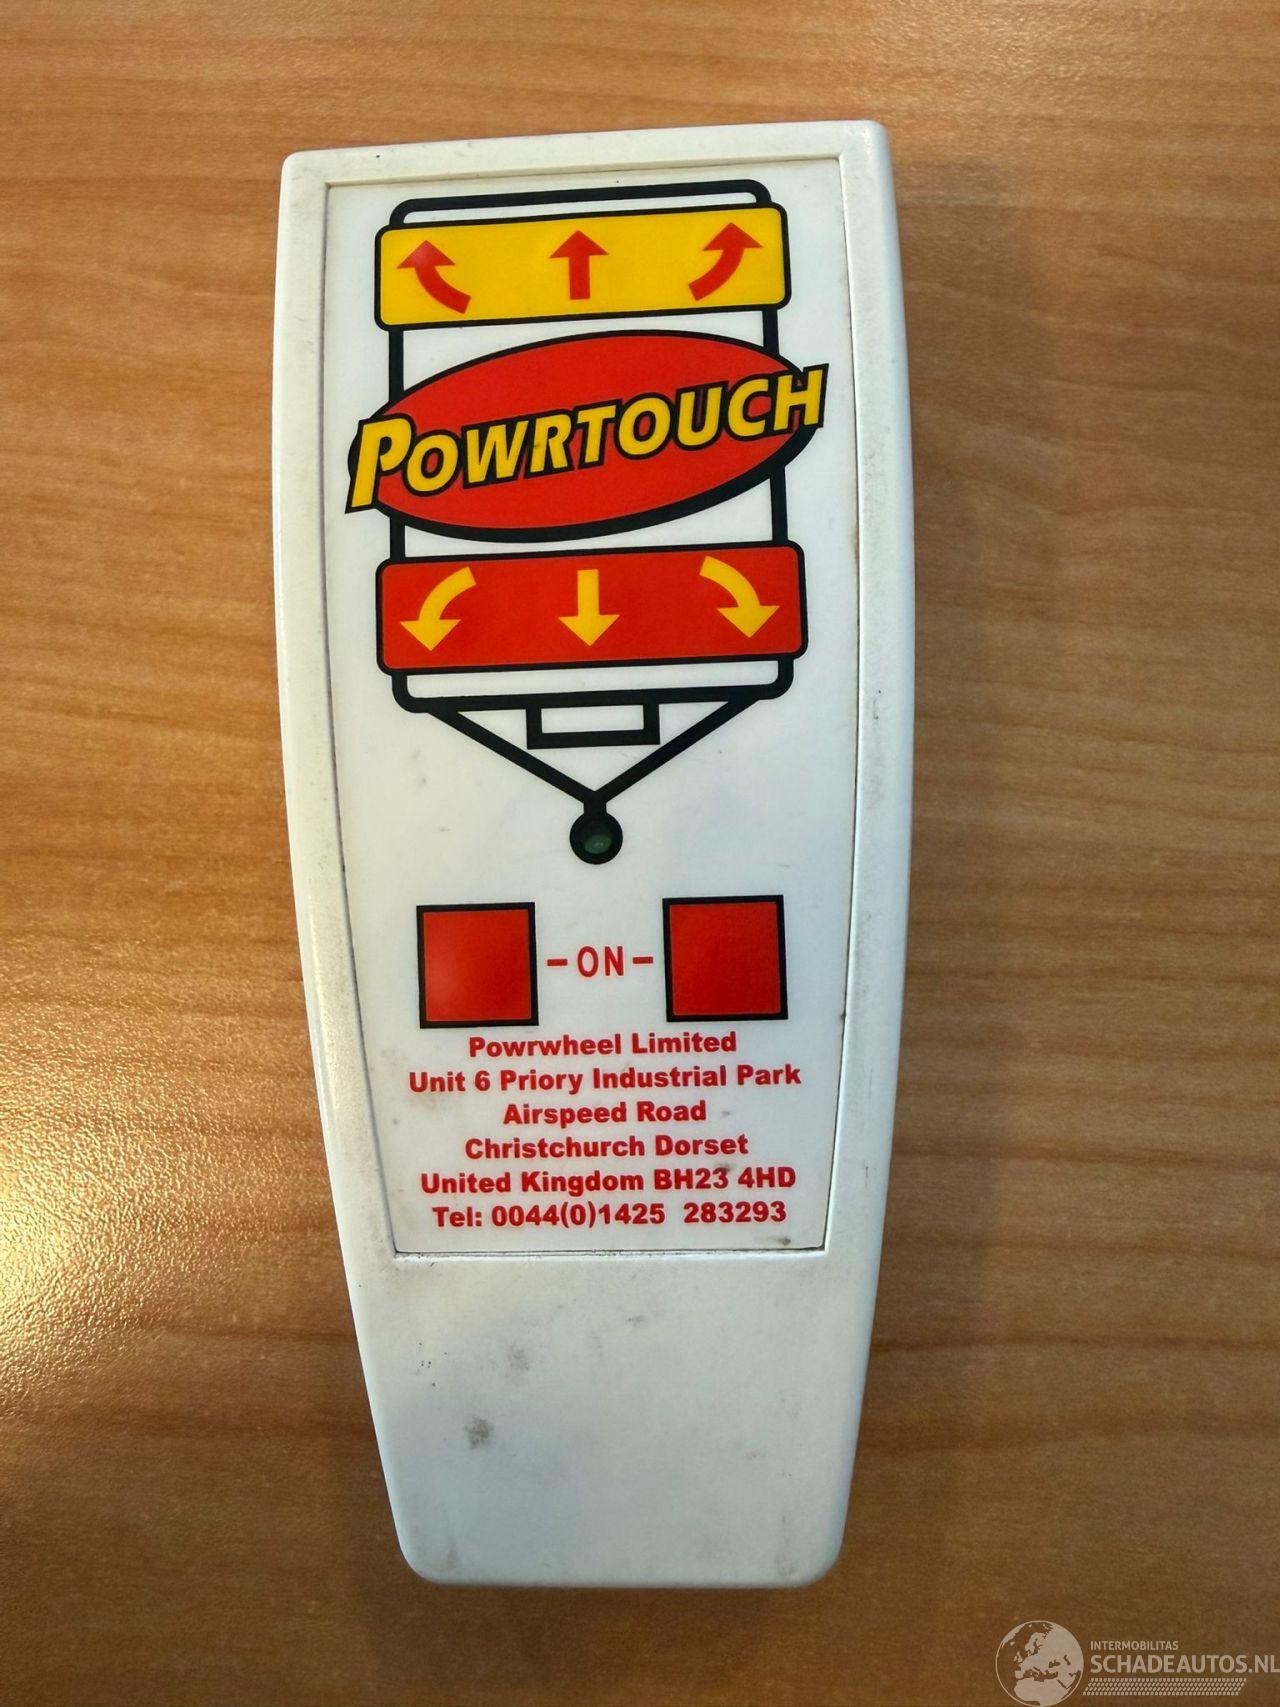 POWRTOUCH
-ON-
Powrwheel Limited
Unit 6 Priory Industrial Park
Airspeed Road
Christchurch Dorset
United Kingdom BH23 4HD
Tel: 0044(0)1425 283293
INTERMOBILITAS
SCHADEAUTOS.NL